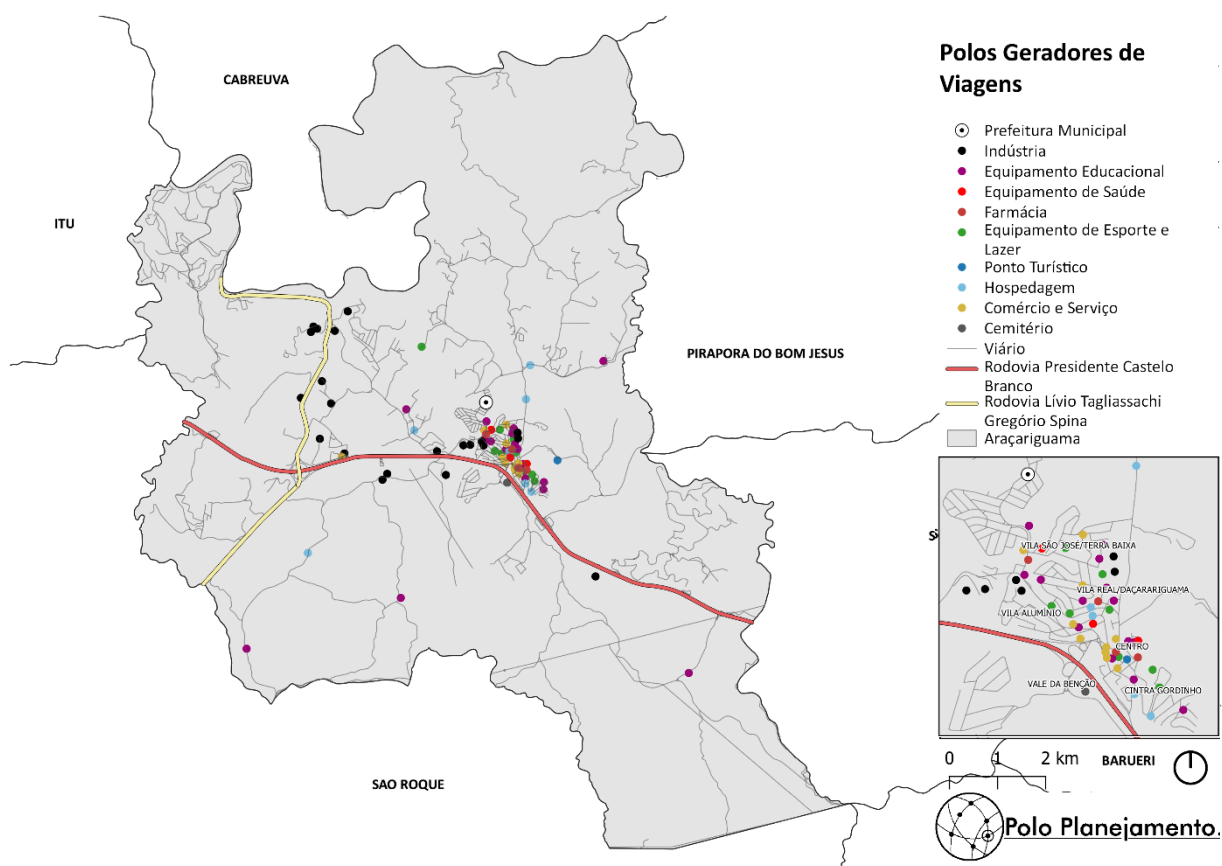 CABREUVA
ITU
PIRAPORA DO BOM JESUS
SAO ROQUE
Polos Geradores de
Viagens
Prefeitura Municipal
Indústria
Equipamento Educacional
Equipamento de Saúde
Farmácia
Equipamento de Esporte e
Lazer
Ponto Turístico
Hospedagem
Comércio e Serviço
Cemitério
Viário
Rodovia Presidente Castelo
Branco
Rodovia Lívio Tagliassachi
Gregório Spina
Araçariguama
VILA SÃO JOSÉ/TERRA BAIXA
VILA REAL/DAÇARARIGUAMA
VILA ALUMÍNIO
CENTRO
VALE DA BENÇÃO
CINTRA GORDINHO
0 1 2 km
BARUERI
Polo Planejamento.